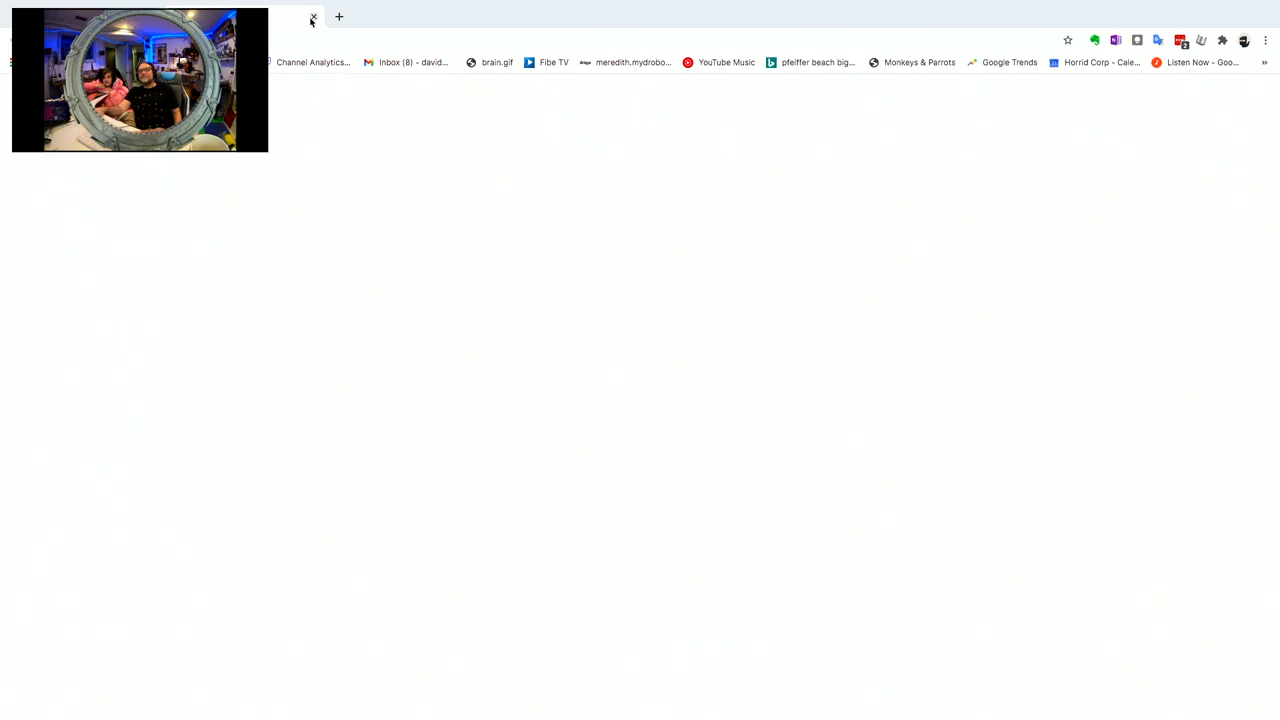 Channel Analytics... Inbox (8) - david... brain.gif Fibe TV meredith.mydrobo... YouTube Music pfeiffer beach big... Monkeys & Parrots Google Trends Horrid Corp - Cale... Listen Now - Goo... »